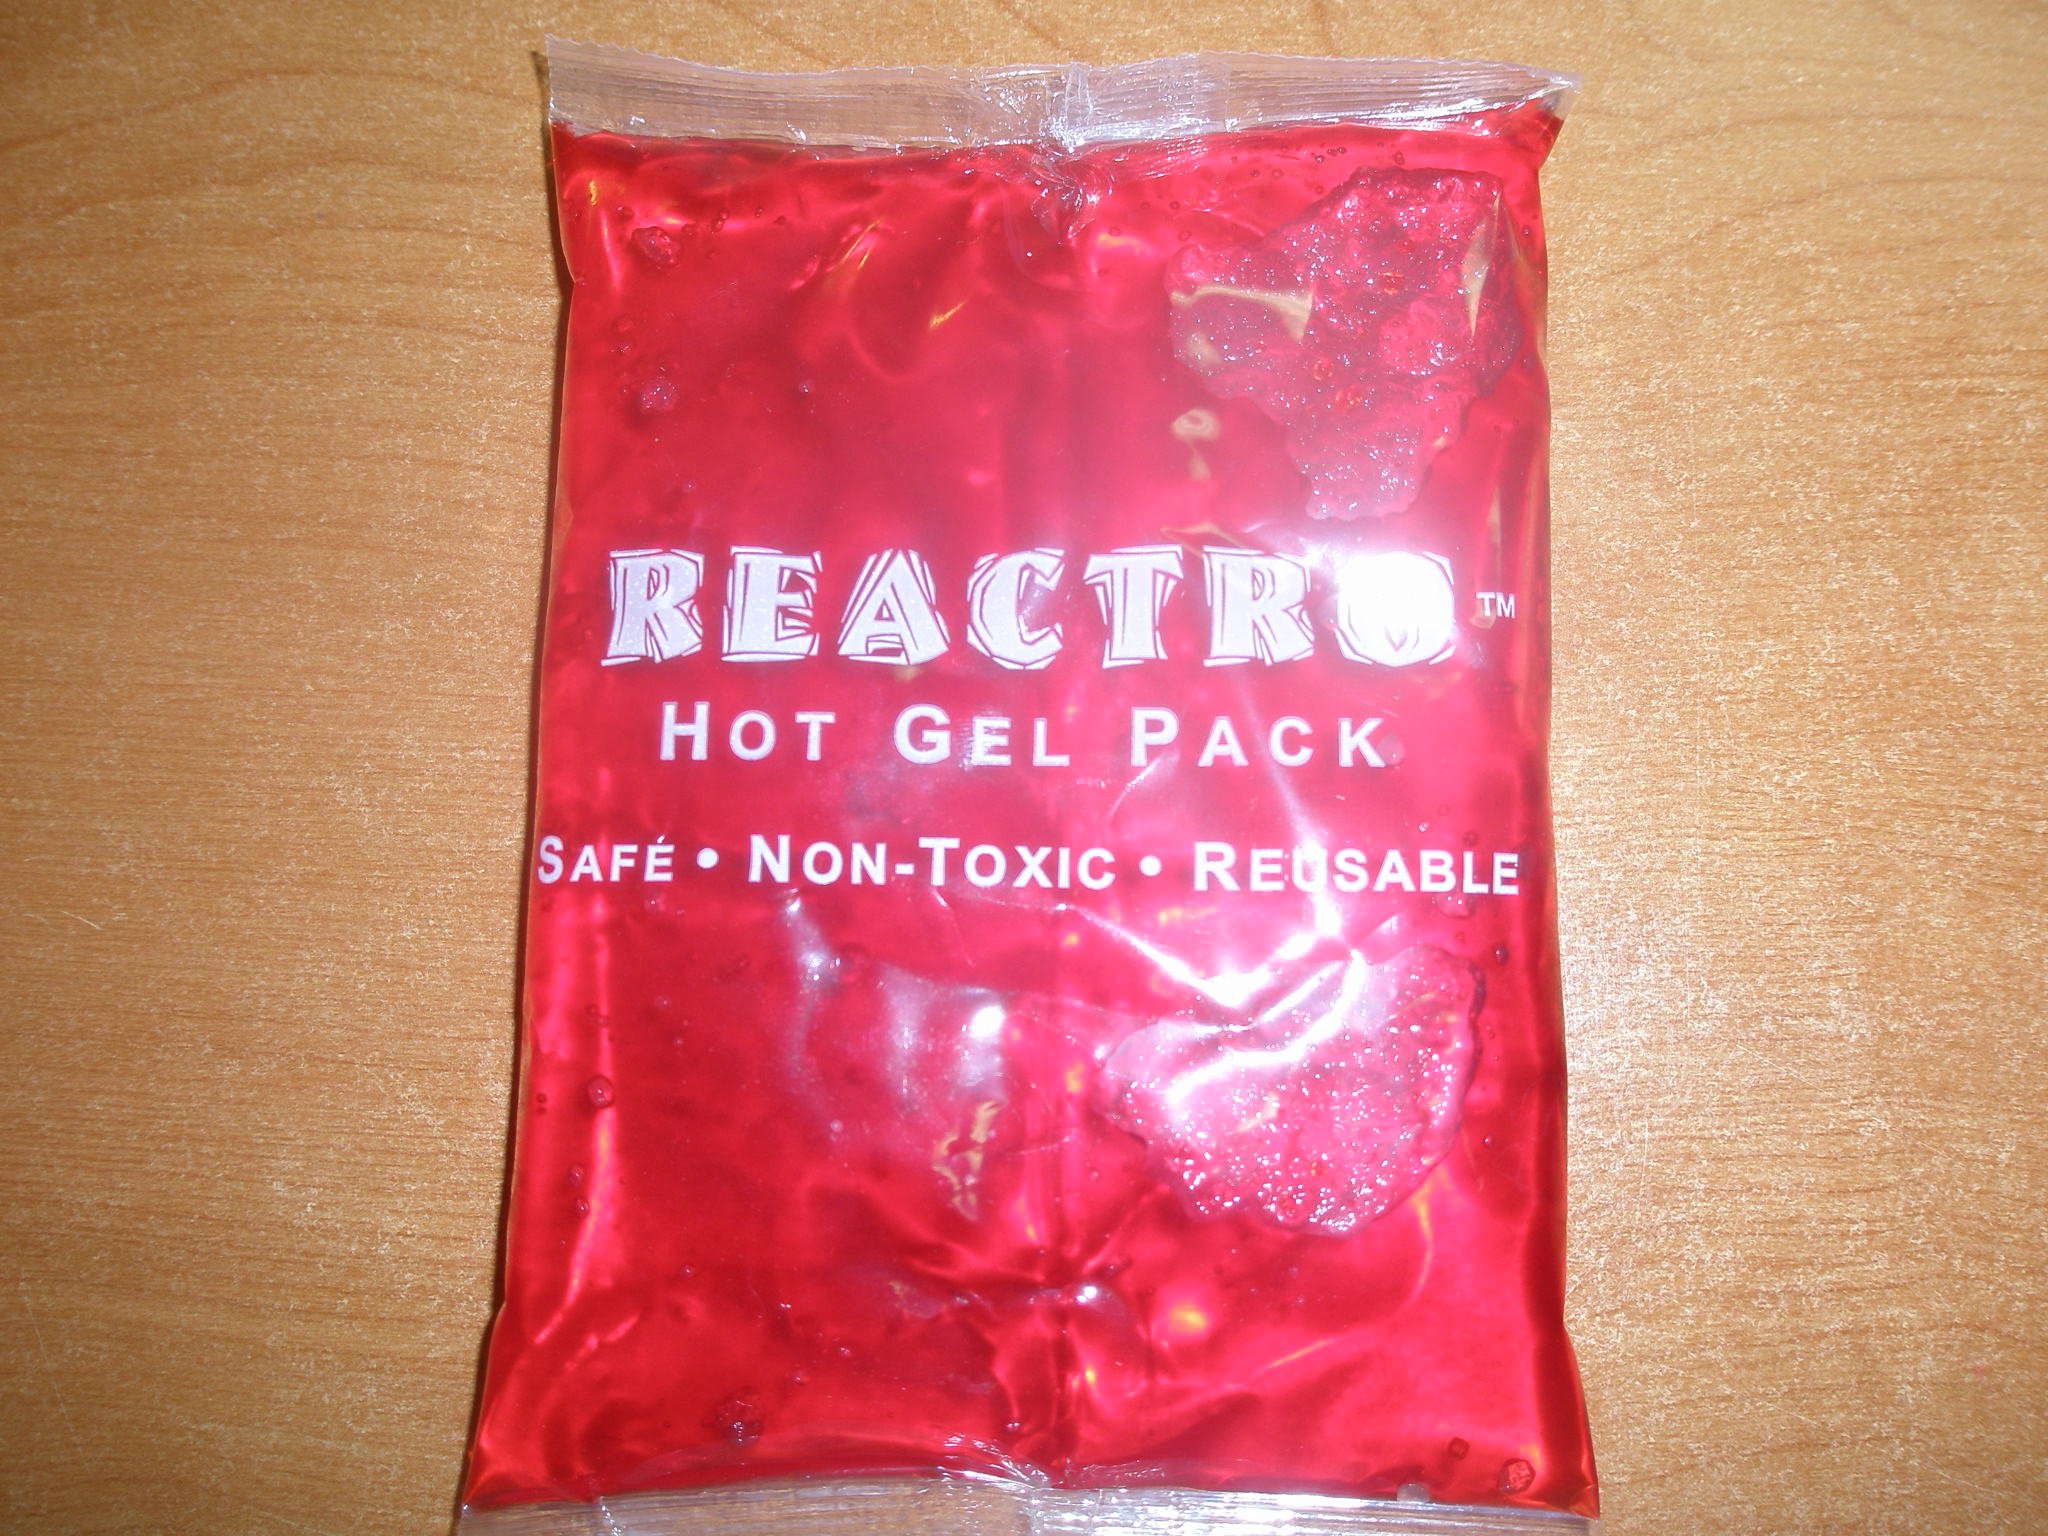 REACTRO™
HOT GEL PACK
SAFÉ • NON-TOXIC • REUSABLE